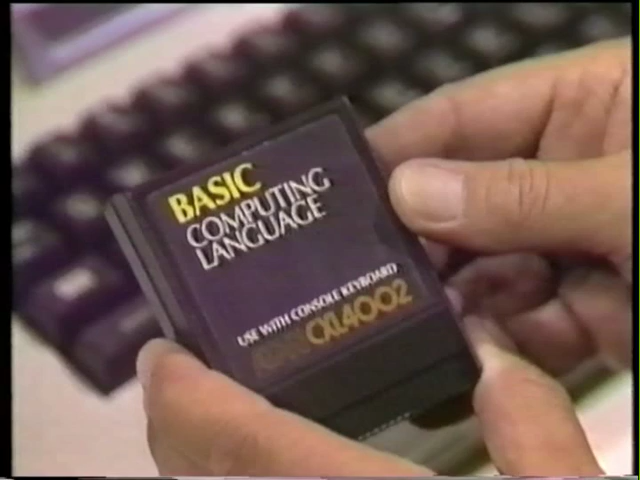 BASIC
COMPUTING
LANGUAGE
USE WITH CONSOLE KEYBOARD
CXL4002